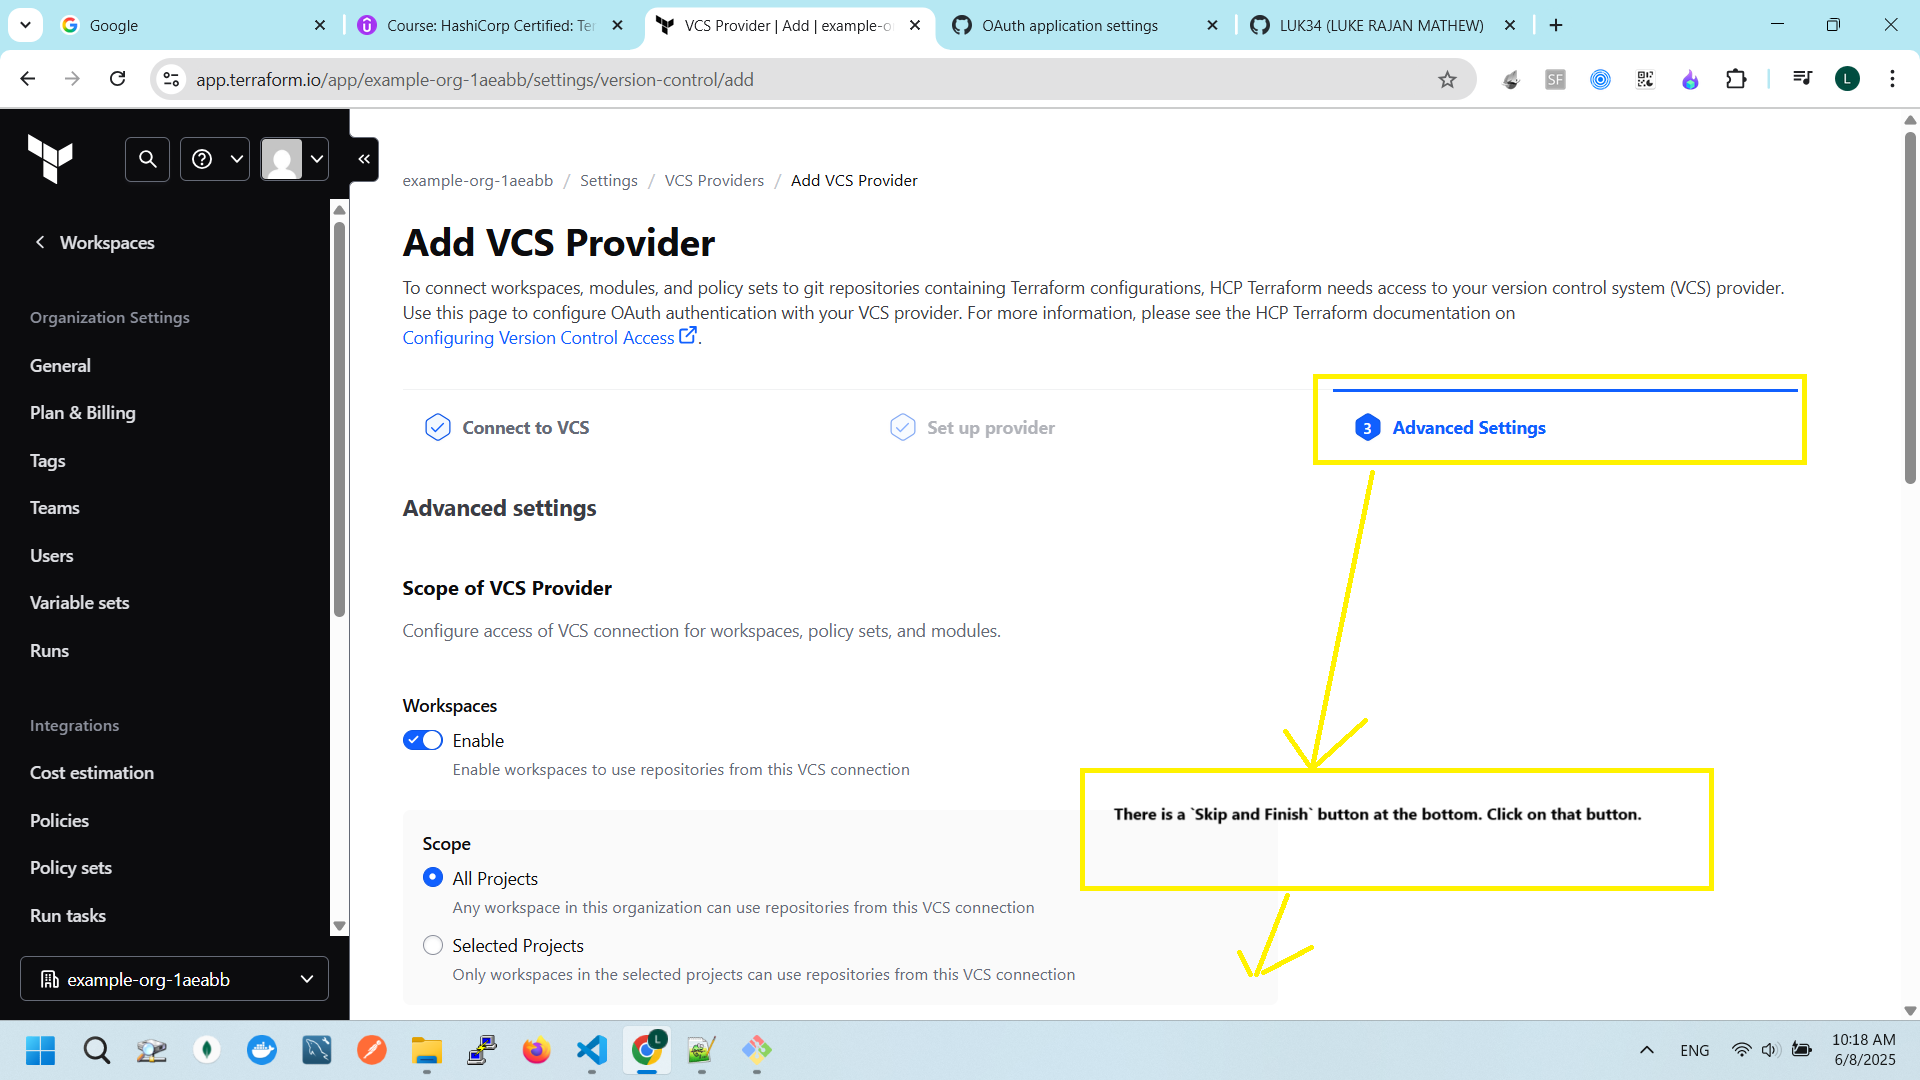 Google
Course: HashiCorp Certified: Ter
VCS Provider | Add | example-o
OAuth application settings
LUK34 (LUKE RAJAN MATHEW)
app.terraform.io/app/example-org-1aeabb/settings/version-control/add
SF
L
example-org-1aeabb / Settings / VCS Providers / Add VCS Provider
Workspaces
Organization Settings
General
Plan & Billing
Tags
Teams
Users
Variable sets
Runs
Integrations
Cost estimation
Policies
Policy sets
Run tasks
example-org-1aeabb
Add VCS Provider
To connect workspaces, modules, and policy sets to git repositories containing Terraform configurations, HCP Terraform needs access to your version control system (VCS) provider.
Use this page to configure OAuth authentication with your VCS provider. For more information, please see the HCP Terraform documentation on
Configuring Version Control Access.
Connect to VCS
Set up provider
3 Advanced Settings
Advanced settings
Scope of VCS Provider
Configure access of VCS connection for workspaces, policy sets, and modules.
Workspaces
Enable
Enable workspaces to use repositories from this VCS connection
There is a `Skip and Finish` button at the bottom. Click on that button.
Scope
All Projects
Any workspace in this organization can use repositories from this VCS connection
Selected Projects
Only workspaces in the selected projects can use repositories from this VCS connection
L
ENG
10:18 AM
6/8/2025